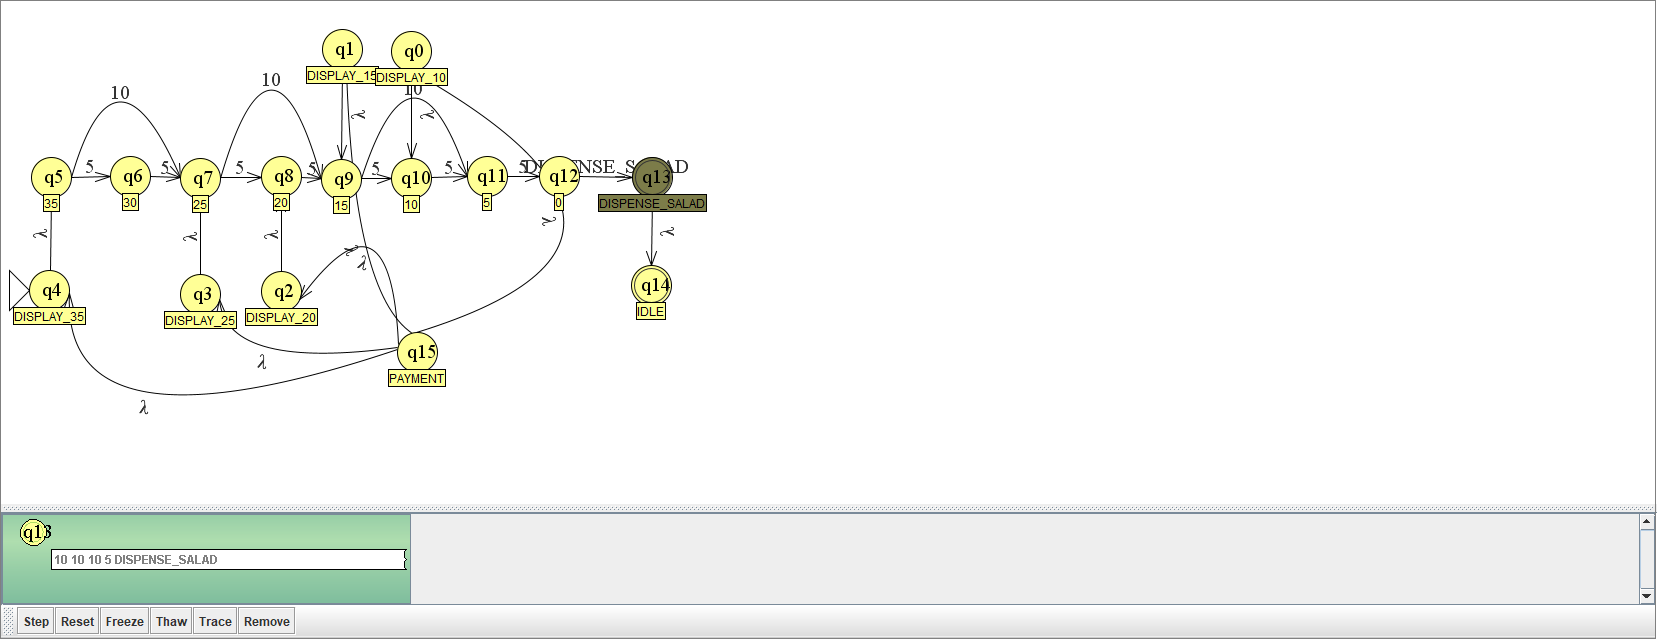 q1
q0
DISPLAY_15
DISPLAY_10
10
10
10
λ
λ
5
5
5
5
5
5
5
DISPENSE_SALAD
q5
q6
q7
q8
q9
q10
q11
q12
q13
35
30
25
20
15
10
5
0
DISPENSE_SALAD
λ
λ
λ
λ
λ
λ
λ
q4
q3
q2
q14
DISPLAY_35
DISPLAY_25
DISPLAY_20
IDLE
q15
PAYMENT
λ
λ
q13
10 10 10 5 DISPENSE_SALAD
Step
Reset
Freeze
Thaw
Trace
Remove